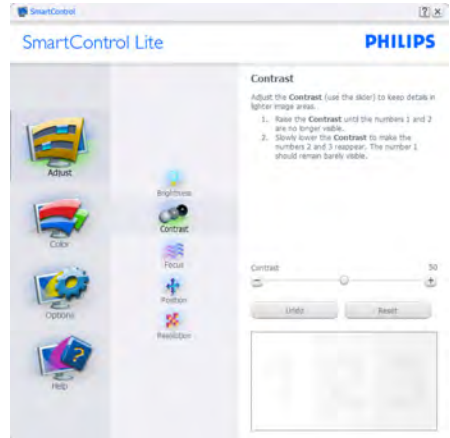 SmartControl
SmartControl Lite
PHILIPS
Adjust
Color
Options
Help
Brightness
Contrast
Focus
Position
Resolution
Contrast
Adjust the Contrast (use the slider) to keep details in
lighter image areas.
1. Raise the Contrast until the numbers 1 and 2
are no longer visible.
2. Slowly lower the Contrast to make the
numbers 2 and 3 reappear. The number 1
should remain barely visible.
Contrast 50
Undo Reset
1 2 3